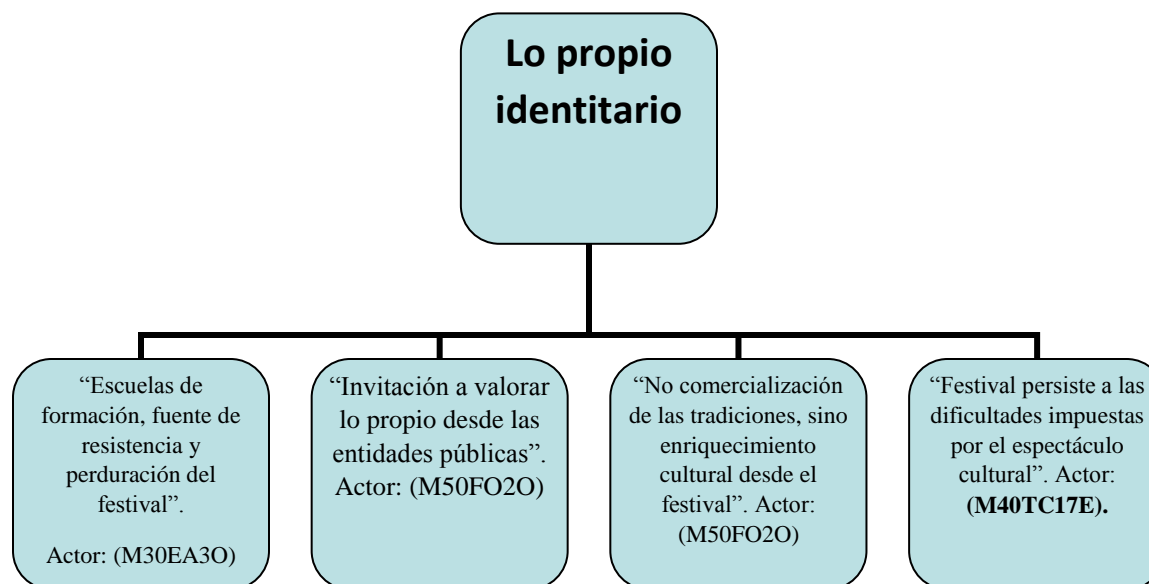 Lo propio
identitario
“Escuelas de
formación, fuente de
resistencia y
perduración del
festival”.
Actor: (M30EA3O)
“Invitación a valorar
lo propio desde las
entidades públicas”.
Actor: (M50FO2O)
“No comercialización
de las tradiciones, sino
enriquecimiento
cultural desde el
festival”. Actor:
(M50FO2O)
“Festival persiste a las
dificultades impuestas
por el espectáculo
cultural”. Actor:
(M40TC17E).